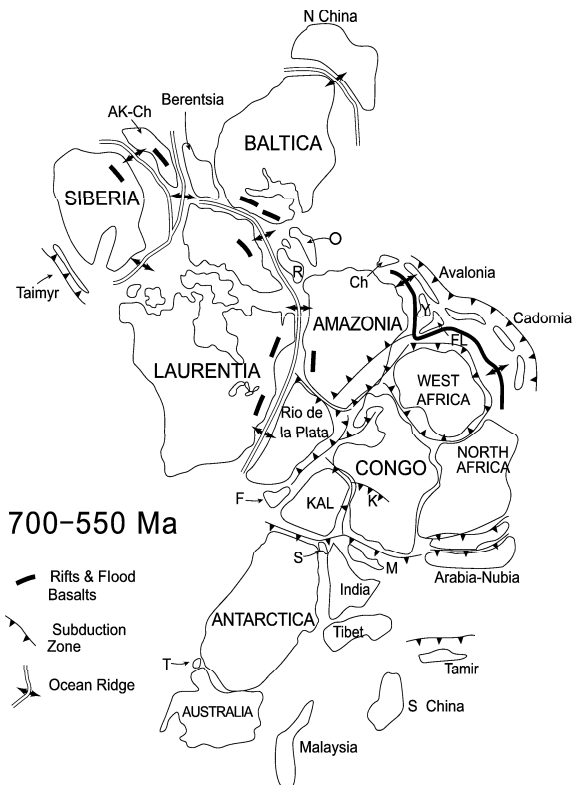 N China
Berentsia
AK-Ch
BALTICA
SIBERIA
O
R
Ch
Avalonia
Taimyr
Y
Cadomia
AMAZONIA
FL
LAURENTIA
WEST
AFRICA
Rio de
la Plata
NORTH
AFRICA
CONGO
F
KAL
K
700-550 Ma
S
M
Arabia-Nubia
Rifts & Flood
Basalts
India
ANTARCTICA
Subduction
Zone
Tibet
Tamir
T
Ocean Ridge
S China
AUSTRALIA
Malaysia